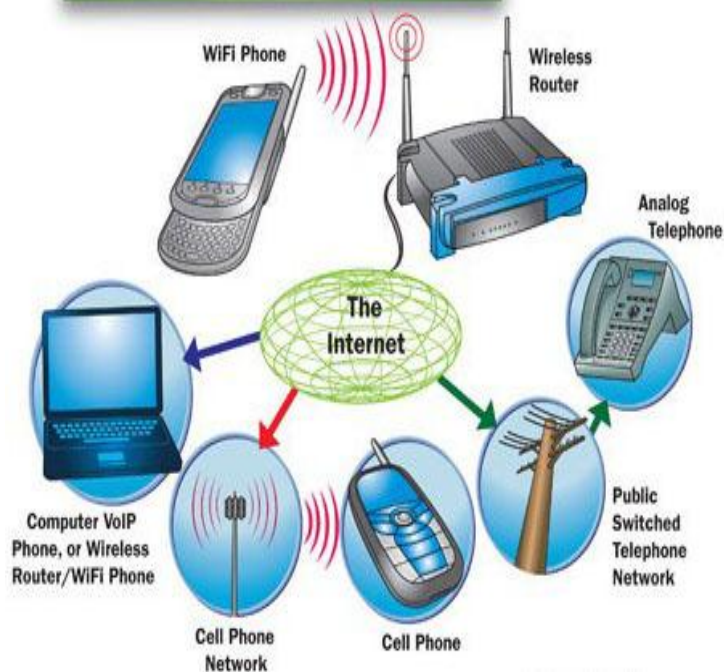 WiFi Phone
Wireless
Router
Analog
Telephone
The
Internet
Computer VoIP
Phone, or Wireless
Router/WiFi Phone
Public
Switched
Telephone
Network
Cell Phone
Network
Cell Phone